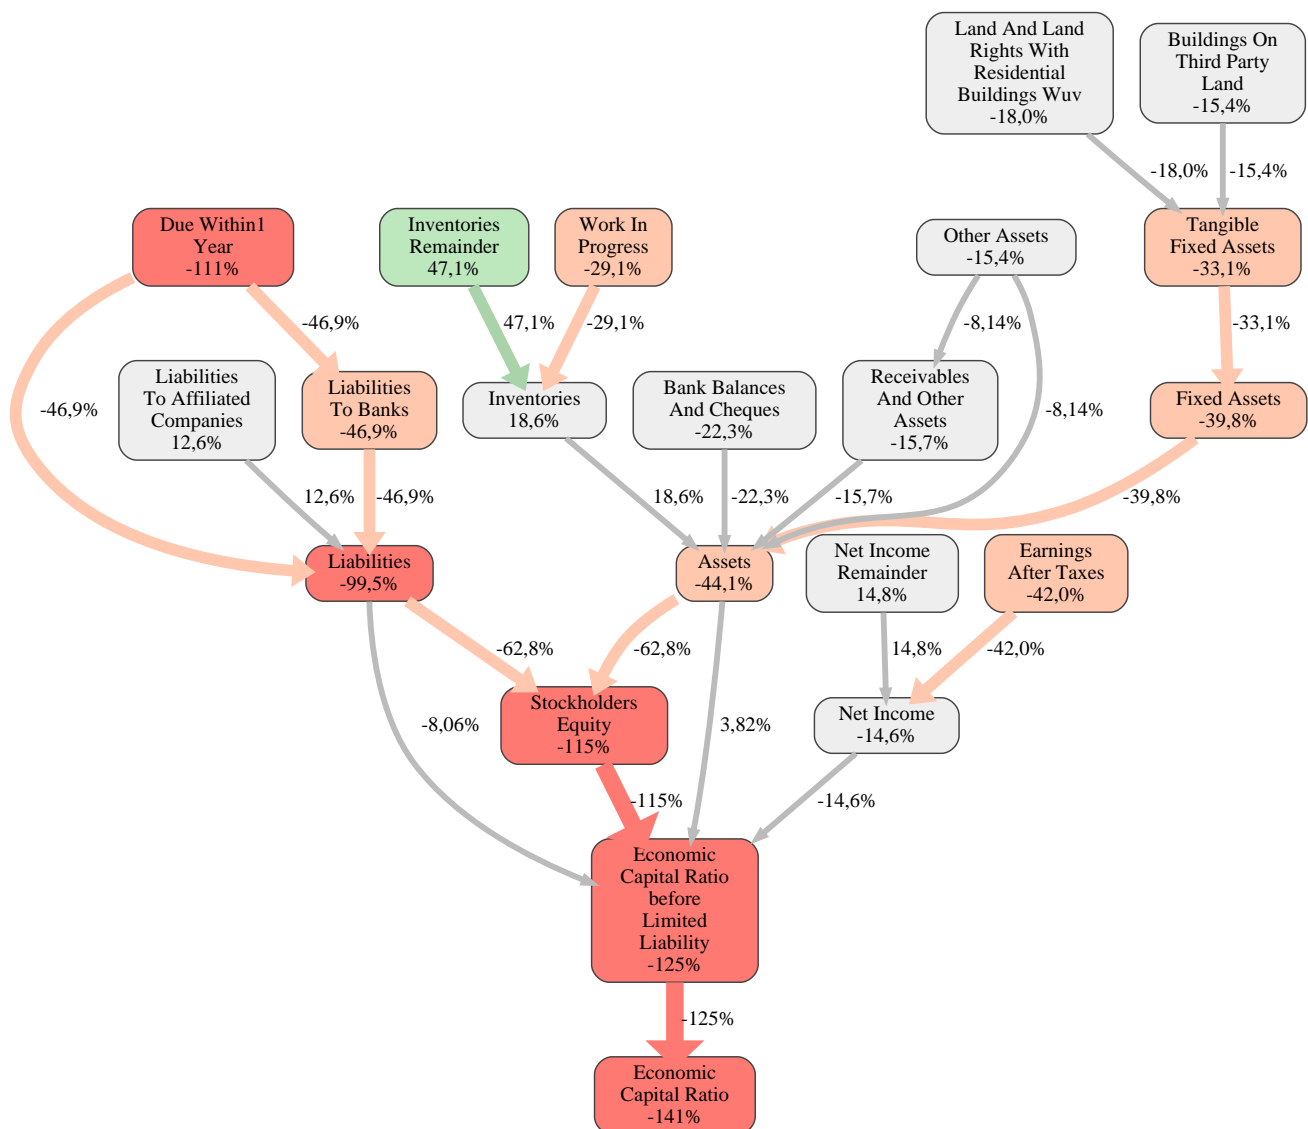 Land And Land
Rights With
Residential
Buildings Wuv
-18,0%
Buildings On
Third Party
Land
-15,4%
-18,0%
-15,4%
Due Within1
Year
-111%
Inventories
Remainder
47,1%
Work In
Progress
-29,1%
Other Assets
-15,4%
Tangible
Fixed Assets
-33,1%
-46,9%
47,1%
-29,1%
-8,14%
-33,1%
Liabilities
To Affiliated
Companies
12,6%
Liabilities
To Banks
-46,9%
Inventories
18,6%
Bank Balances
And Cheques
-22,3%
Receivables
And Other
Assets
-15,7%
Fixed Assets
-39,8%
-46,9%
-8,14%
12,6%
-46,9%
18,6%
-22,3%
-15,7%
-39,8%
Liabilities
-99,5%
Assets
-44,1%
Net Income
Remainder
14,8%
Earnings
After Taxes
-42,0%
-62,8%
-62,8%
14,8%
-42,0%
Stockholders
Equity
-115%
Net Income
-14,6%
-8,06%
3,82%
-115%
-14,6%
Economic
Capital Ratio
before
Limited
Liability
-125%
-125%
Economic
Capital Ratio
-141%